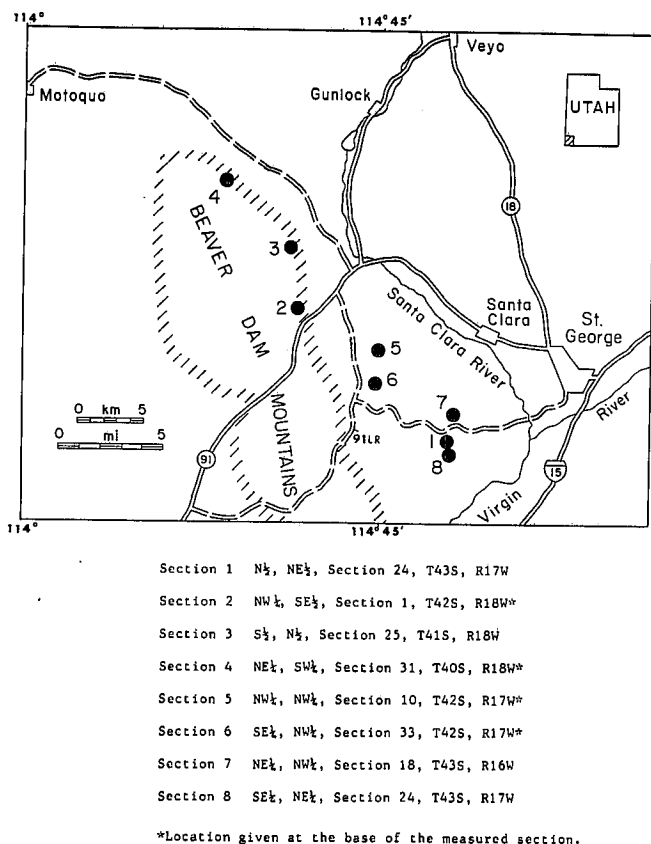 114°
114°45'
Veyo
Motoqua
Gunlock
UTAH
18
4
BEAVER
3
DAM
2
MOUNTAINS
Santa Clara River
Santa
Clara
St.
George
5
6
7
1
8
River
Virgin
0 km 5
0 mi 5
91
91LR
15
114°
114°45'
Section 1 N½, NE½, Section 24, T43S, R17W
Section 2 NW¼, SE½, Section 1, T42S, R18W*
Section 3 S½, N½, Section 25, T41S, R18W
Section 4 NE¼, SW¼, Section 31, T40S, R18W*
Section 5 NW¼, NW¼, Section 10, T42S, R17W*
Section 6 SE¼, NW¼, Section 33, T42S, R17W*
Section 7 NE¼, NW¼, Section 18, T43S, R16W
Section 8 SE½, NE½, Section 24, T43S, R17W
*Location given at the base of the measured section.